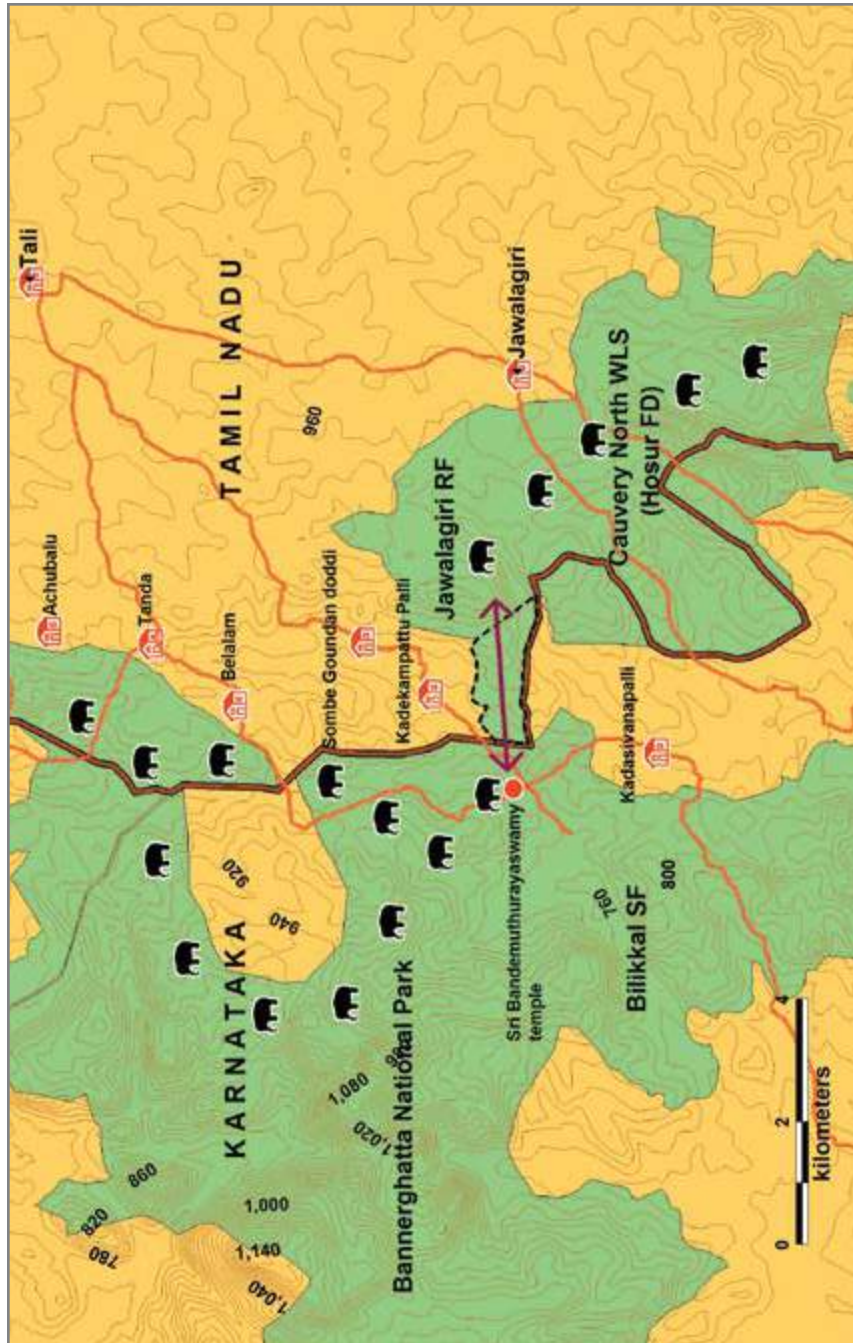 Tali
Achubalu
820
780
860
Tanda
Belalam
KARNATAKA
TAMIL NADU
920
940
1,000
1,140
1,040
960
Sombe Goundan doddi
1,080
1,020
Bannerghatta National Park
Kadekampattu Palli
Jawalagiri RF
Sri Bandemuthurayaswamy
temple
Jawalagiri
760
Cauvery North WLS
(Hosur FD)
Bilikkal SF
Kadasivanapalli
800
0 2 4
kilometers